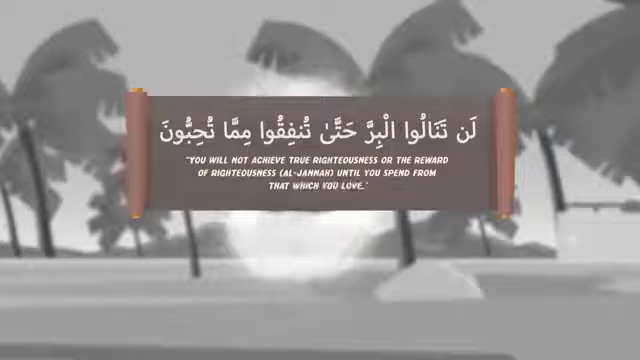 لَن تَنَالُوا الْبِرَّ حَتَّىٰ تُنفِقُوا مِمَّا تُحِبُّونَ
"YOU WILL NOT ACHIEVE TRUE RIGHTEOUSNESS OR THE REWARD
OF RIGHTEOUSNESS (AL-JANNAH) UNTIL YOU SPEND FROM
THAT WHICH YOU LOVE."